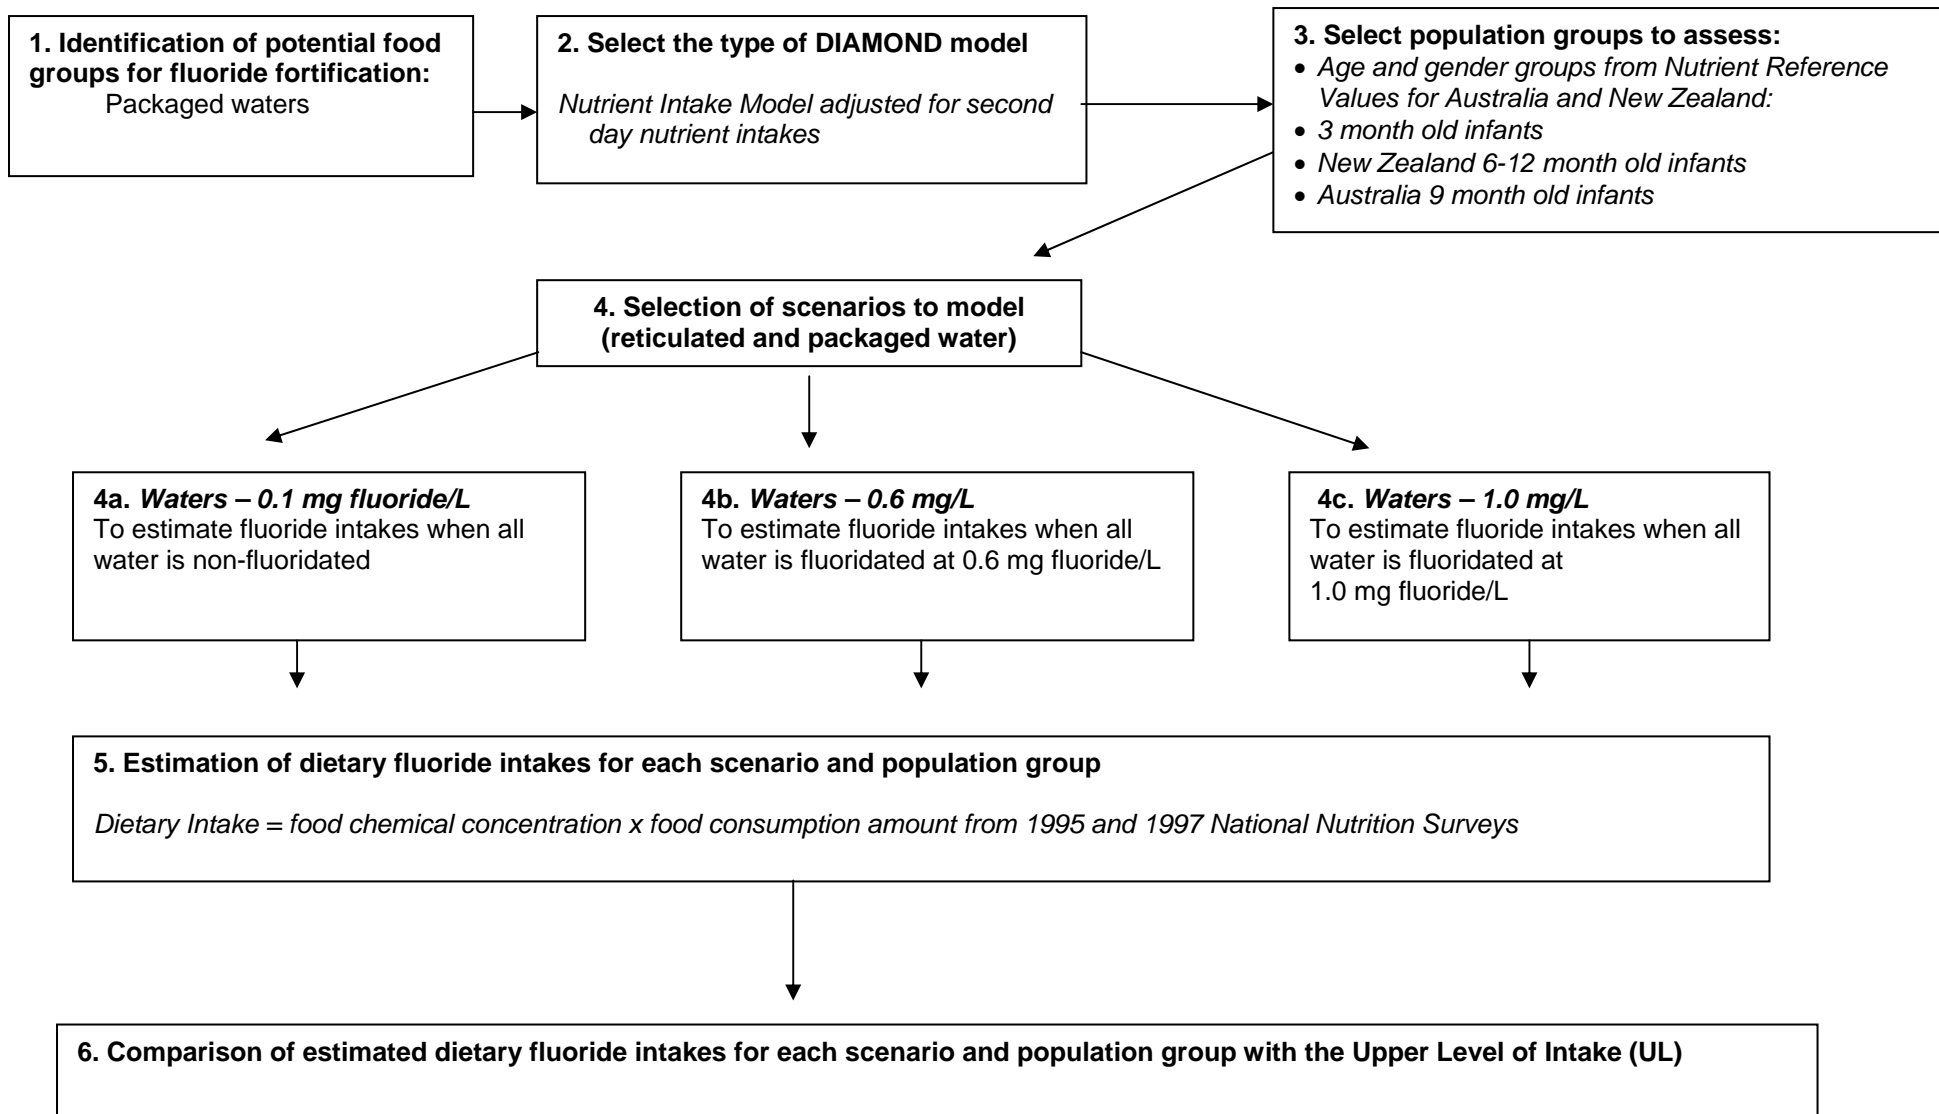 1. Identification of potential food
groups for fluoride fortification:
Packaged waters
2. Select the type of DIAMOND model
Nutrient Intake Model adjusted for second
day nutrient intakes
3. Select population groups to assess:
• Age and gender groups from Nutrient Reference
Values for Australia and New Zealand:
• 3 month old infants
• New Zealand 6-12 month old infants
• Australia 9 month old infants
4. Selection of scenarios to model
(reticulated and packaged water)
4a. Waters – 0.1 mg fluoride/L
To estimate fluoride intakes when all
water is non-fluoridated
4b. Waters – 0.6 mg/L
To estimate fluoride intakes when all
water is fluoridated at 0.6 mg fluoride/L
4c. Waters – 1.0 mg/L
To estimate fluoride intakes when all
water is fluoridated at
1.0 mg fluoride/L
5. Estimation of dietary fluoride intakes for each scenario and population group
Dietary Intake = food chemical concentration x food consumption amount from 1995 and 1997 National Nutrition Surveys
6. Comparison of estimated dietary fluoride intakes for each scenario and population group with the Upper Level of Intake (UL)